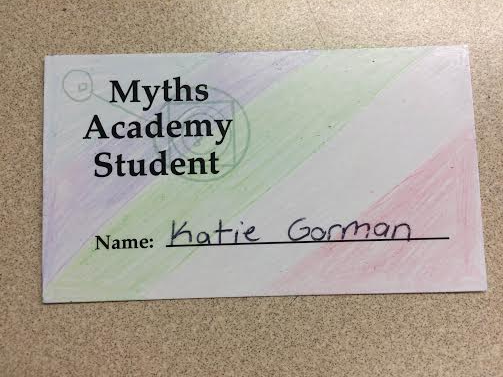 Myths
Academy
Student
Name: Katie Gorman